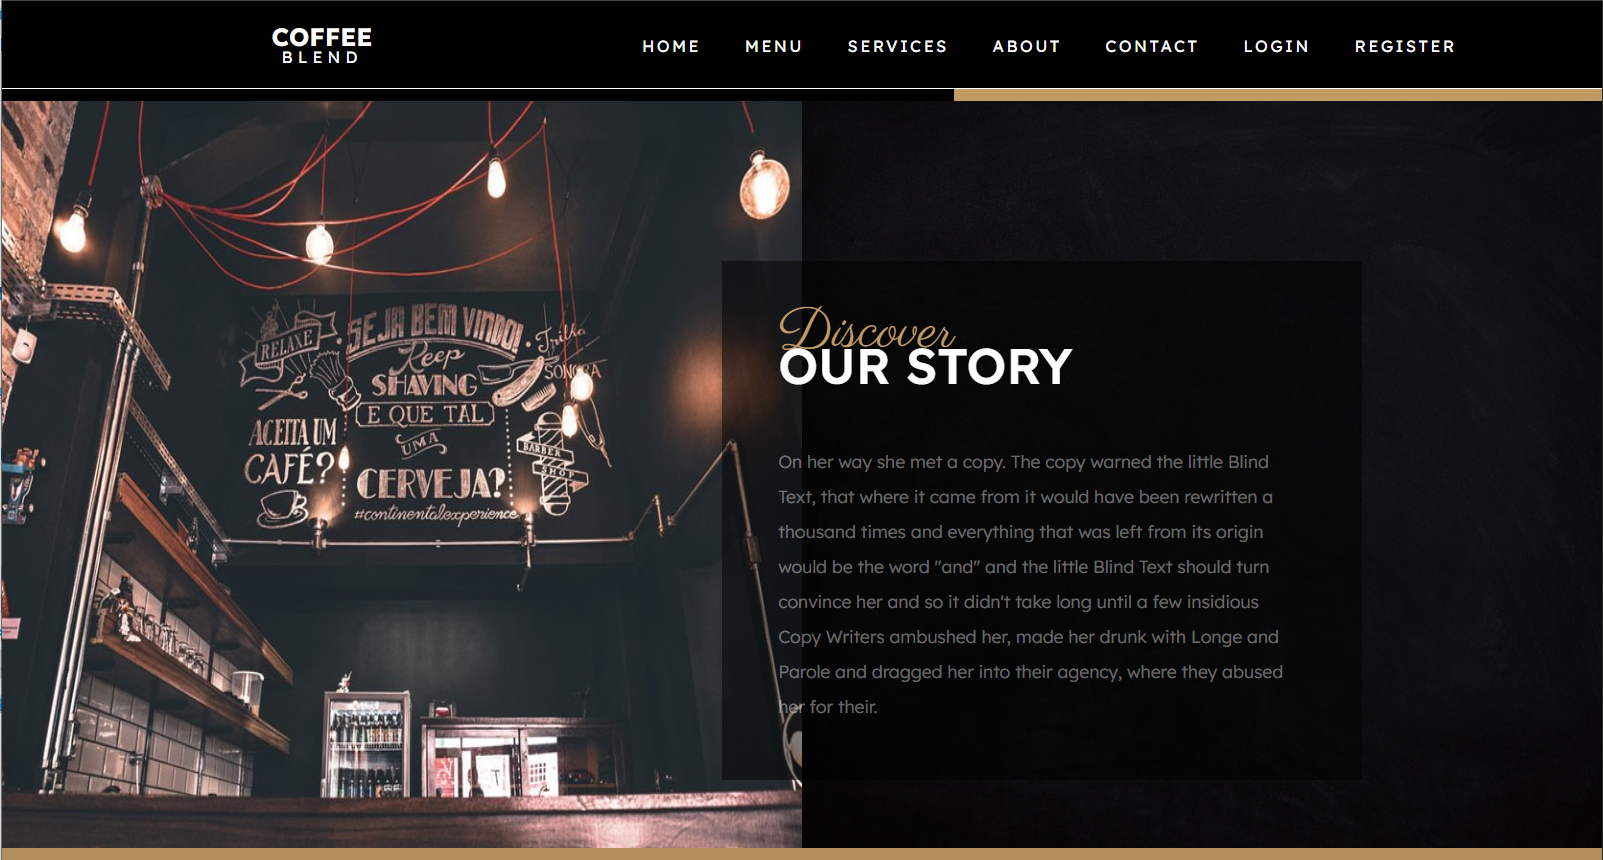 COFFEE
BLEND
HOME MENU SERVICES ABOUT CONTACT LOGIN REGISTER
RELAXE
SEJA BEM VINDO!
Keep
SHAVING
E QUE TAL
UMA
CERVEJA?
#continentalexperience
ACEITA UM
CAFÉ?
Trilha
SONORA
BARBER
SHOP
Discover
OUR STORY
On her way she met a copy. The copy warned the little Blind
Text, that where it came from it would have been rewritten a
thousand times and everything that was left from its origin
would be the word "and" and the little Blind Text should turn
convince her and so it didn't take long until a few insidious
Copy Writers ambushed her, made her drunk with Longe and
Parole and dragged her into their agency, where they abused
her for their.